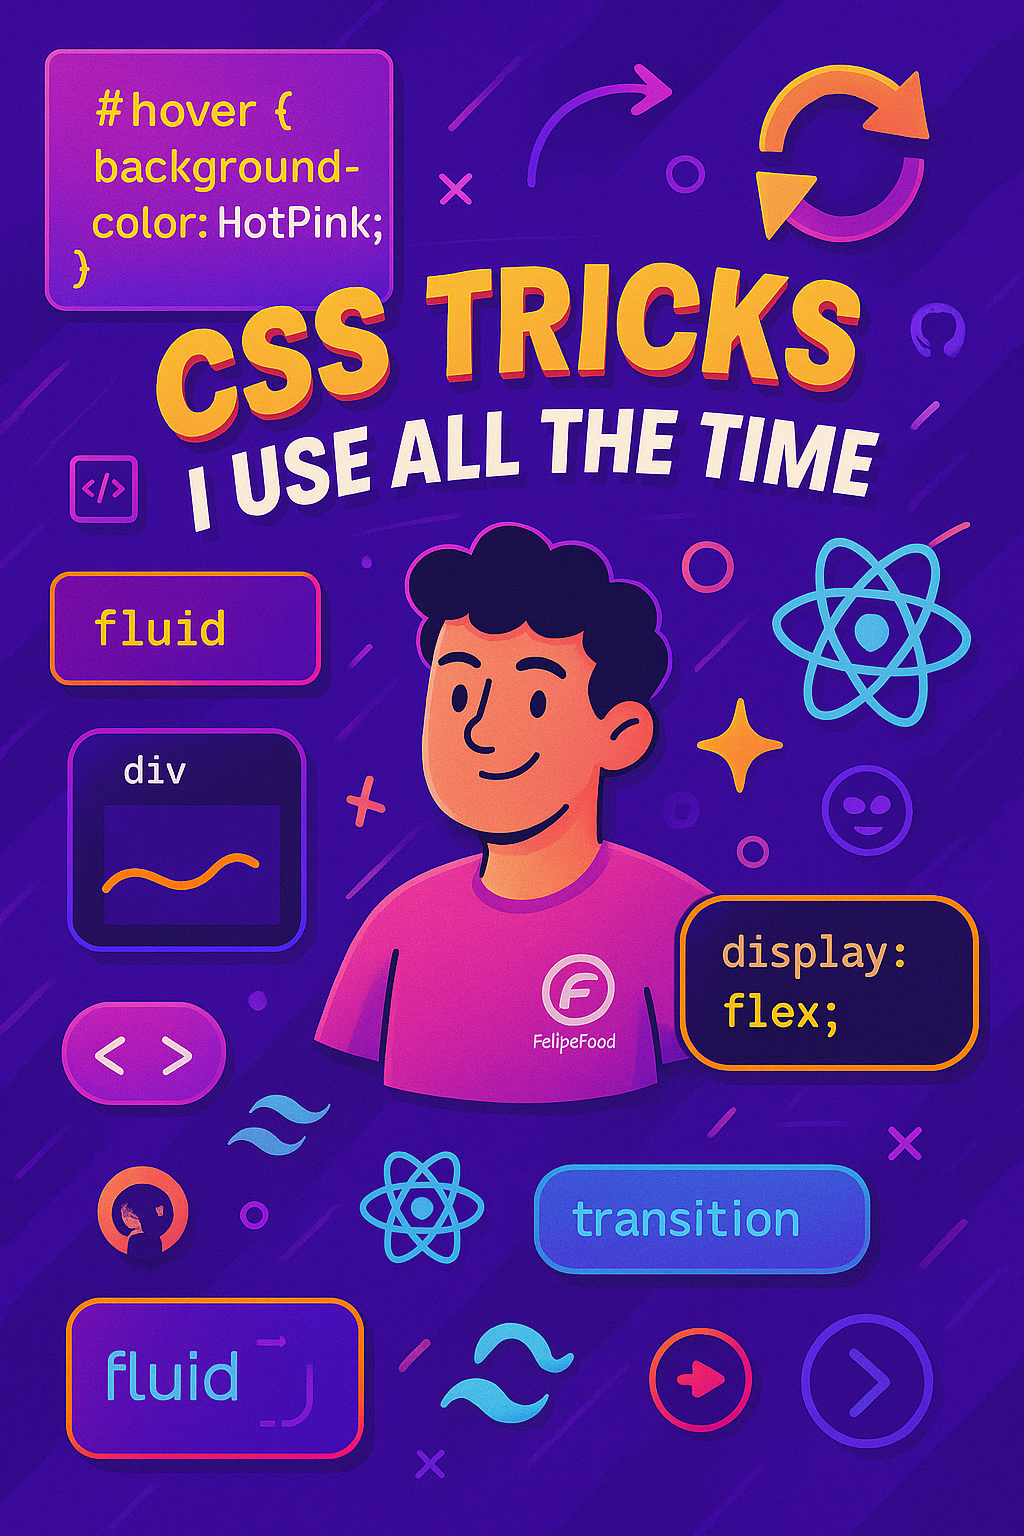 #hover {
background-
color: HotPink;
}
CSS TRICKS
I USE ALL THE TIME
</>
fluid
div
F
FelipeFood
display:
flex;
< >
transition
fluid